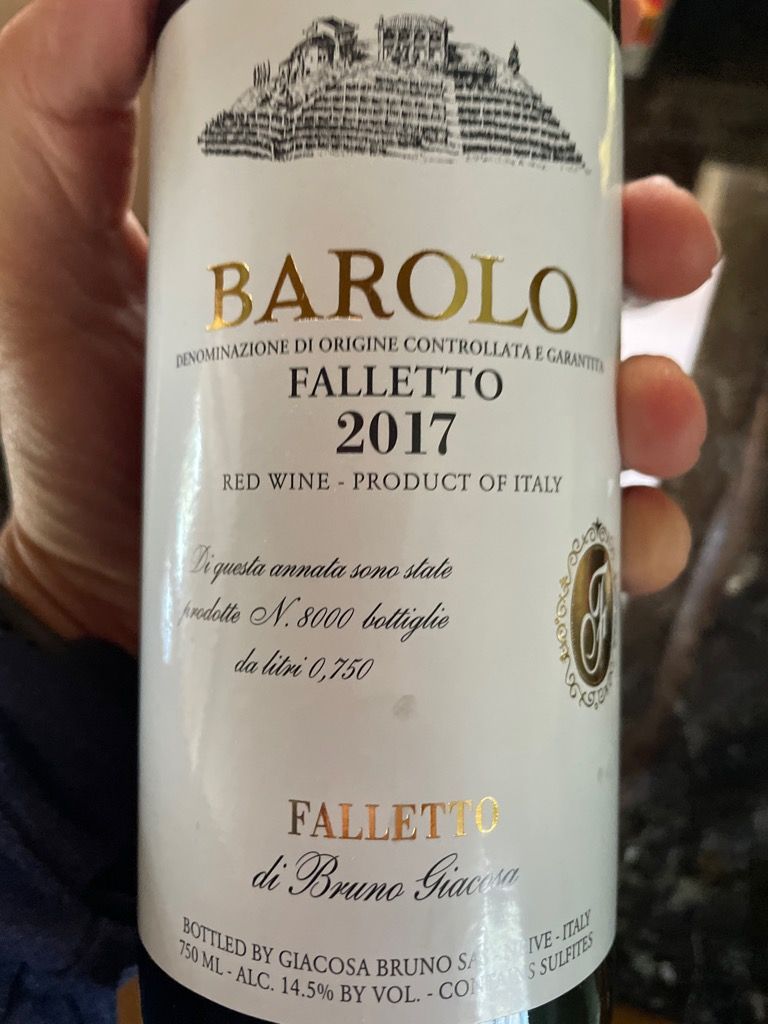 BAROLO
DENOMINAZIONE DI ORIGINE CONTROLLATA E GARANTITA
FALLETTO
2017
RED WINE - PRODUCT OF ITALY
Di questa annata sono state
prodotte N. 8000 bottiglie
da litri 0,750
FALLETTO
di Bruno Giacosa
BOTTLED BY GIACOSA BRUNO - ITALY
750 ML - ALC. 14.5% BY VOL. - SULFITES